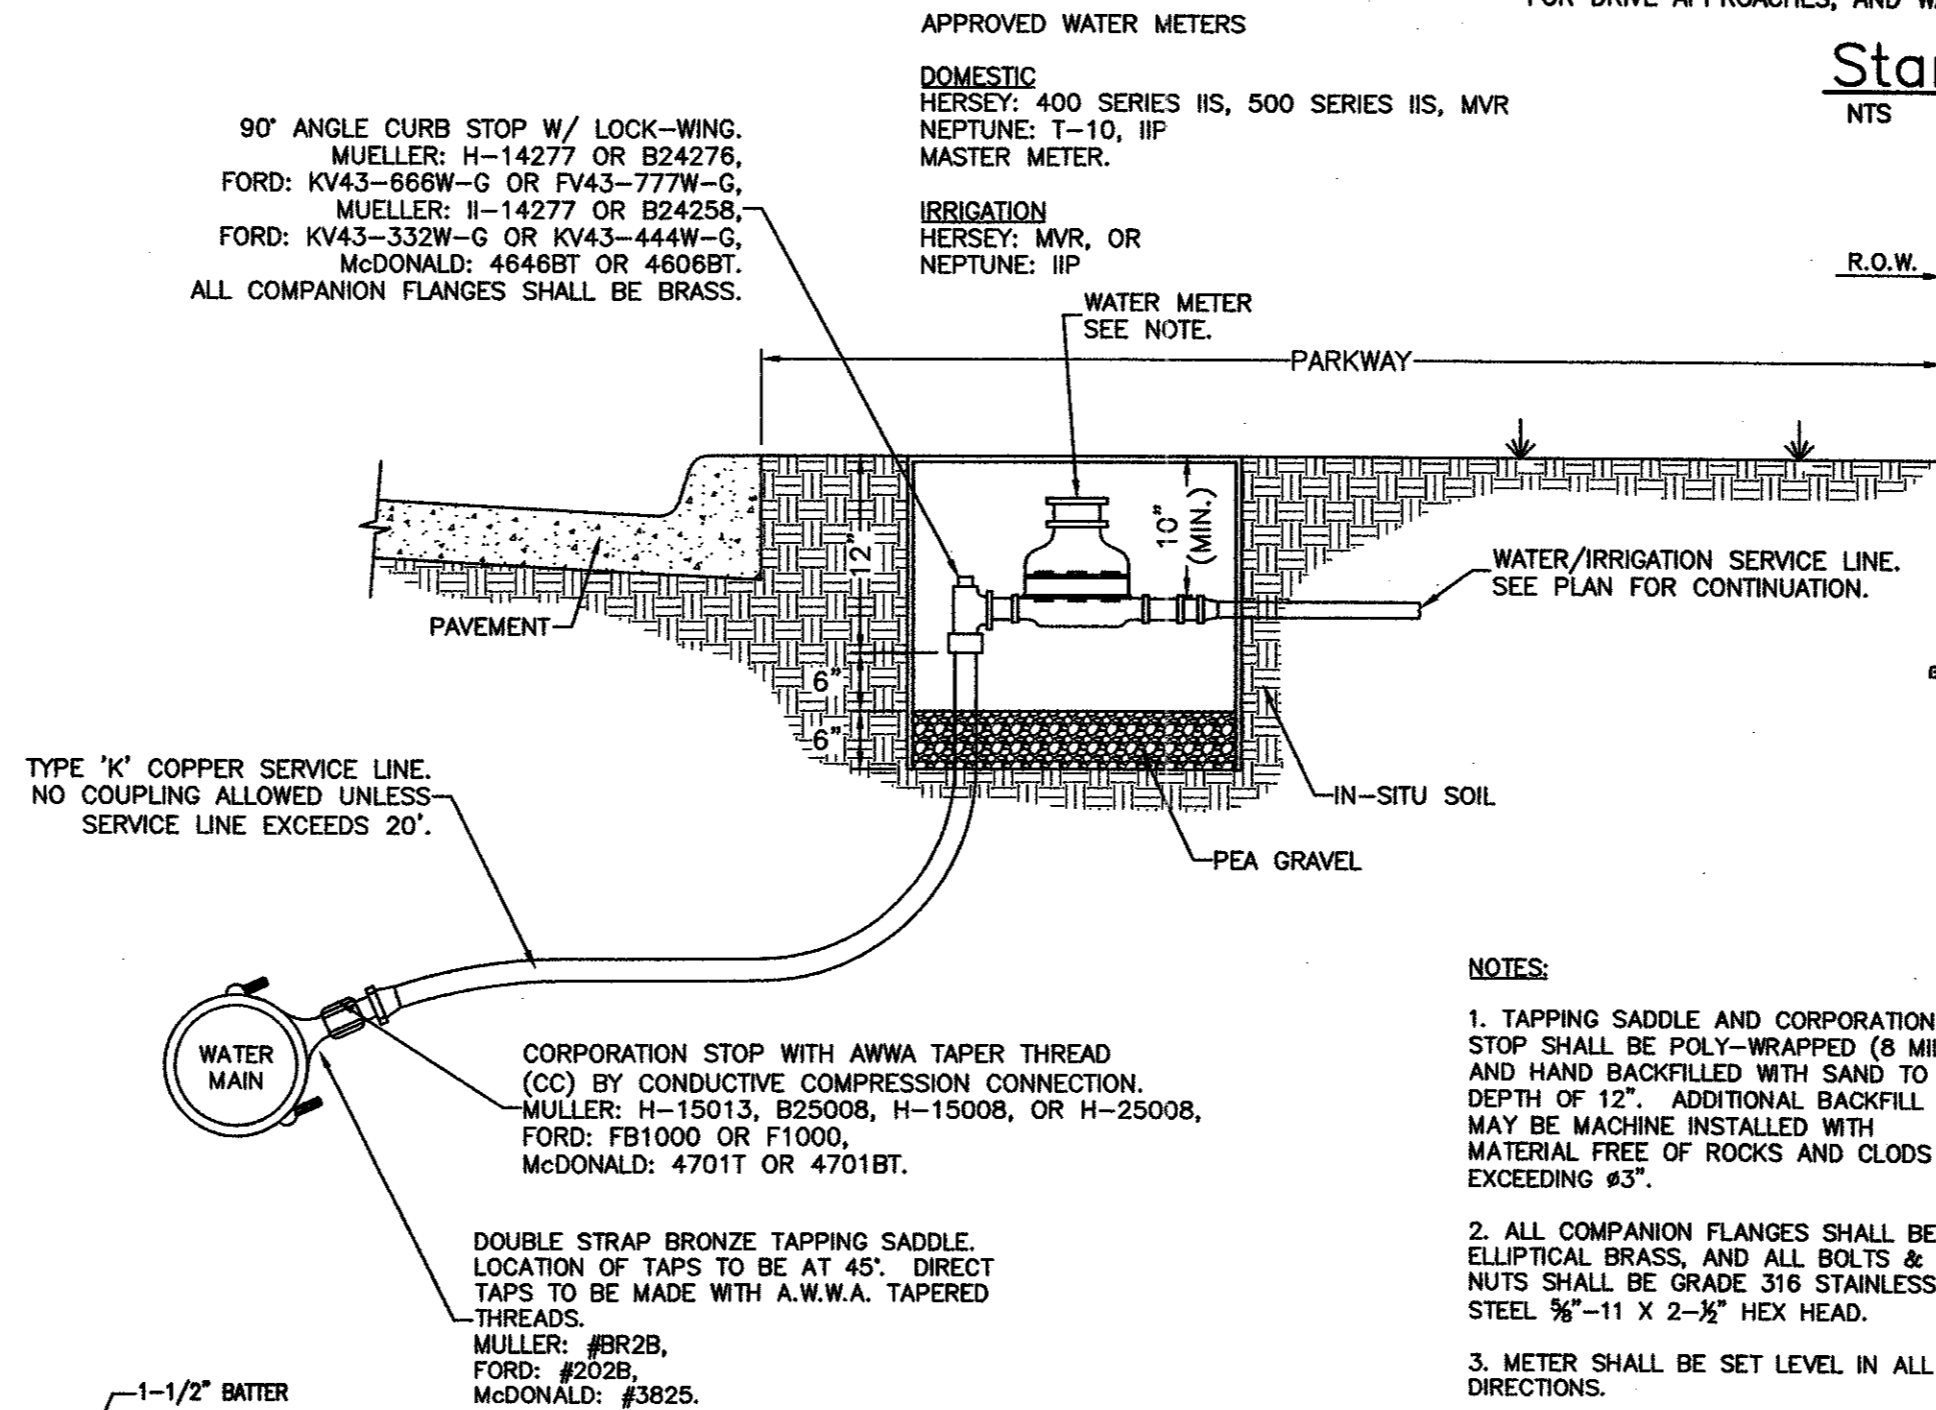 APPROVED WATER METERS
DOMESTIC
HERSEY: 400 SERIES IIS, 500 SERIES IIS, MVR
NEPTUNE: T-10, IIP
MASTER METER.
IRRIGATION
HERSEY: MVR, OR
NEPTUNE: IIP
NTS
R.O.W.
90° ANGLE CURB STOP W/ LOCK-WING.
MUELLER: H-14277 OR B24276,
FORD: KV43-666W-G OR FV43-777W-G,
MUELLER: II-14277 OR B24258,
FORD: KV43-332W-G OR KV43-444W-G,
McDONALD: 4646BT OR 4606BT.
ALL COMPANION FLANGES SHALL BE BRASS.
WATER METER
SEE NOTE.
PARKWAY
12"
10"
(MIN.)
6"
6"
PAVEMENT
WATER/IRRIGATION SERVICE LINE.
SEE PLAN FOR CONTINUATION.
IN-SITU SOIL
PEA GRAVEL
TYPE 'K' COPPER SERVICE LINE.
NO COUPLING ALLOWED UNLESS
SERVICE LINE EXCEEDS 20'.
WATER
MAIN
CORPORATION STOP WITH AWWA TAPER THREAD
(CC) BY CONDUCTIVE COMPRESSION CONNECTION.
MULLER: H-15013, B25008, H-15008, OR H-25008,
FORD: FB1000 OR F1000,
McDONALD: 4701T OR 4701BT.
DOUBLE STRAP BRONZE TAPPING SADDLE.
LOCATION OF TAPS TO BE AT 45°. DIRECT
TAPS TO BE MADE WITH A.W.W.A. TAPERED
THREADS.
MULLER: #BR2B,
FORD: #202B,
McDONALD: #3825.
1-1/2" BATTER
NOTES:
1. TAPPING SADDLE AND CORPORATION
STOP SHALL BE POLY-WRAPPED (8 MI
AND HAND BACKFILLED WITH SAND TO
DEPTH OF 12". ADDITIONAL BACKFILL
MAY BE MACHINE INSTALLED WITH
MATERIAL FREE OF ROCKS AND CLODS
EXCEEDING ø3".
2. ALL COMPANION FLANGES SHALL BE
ELLIPTICAL BRASS, AND ALL BOLTS &
NUTS SHALL BE GRADE 316 STAINLESS
STEEL ⅝"-11 X 2-½" HEX HEAD.
3. METER SHALL BE SET LEVEL IN ALL
DIRECTIONS.